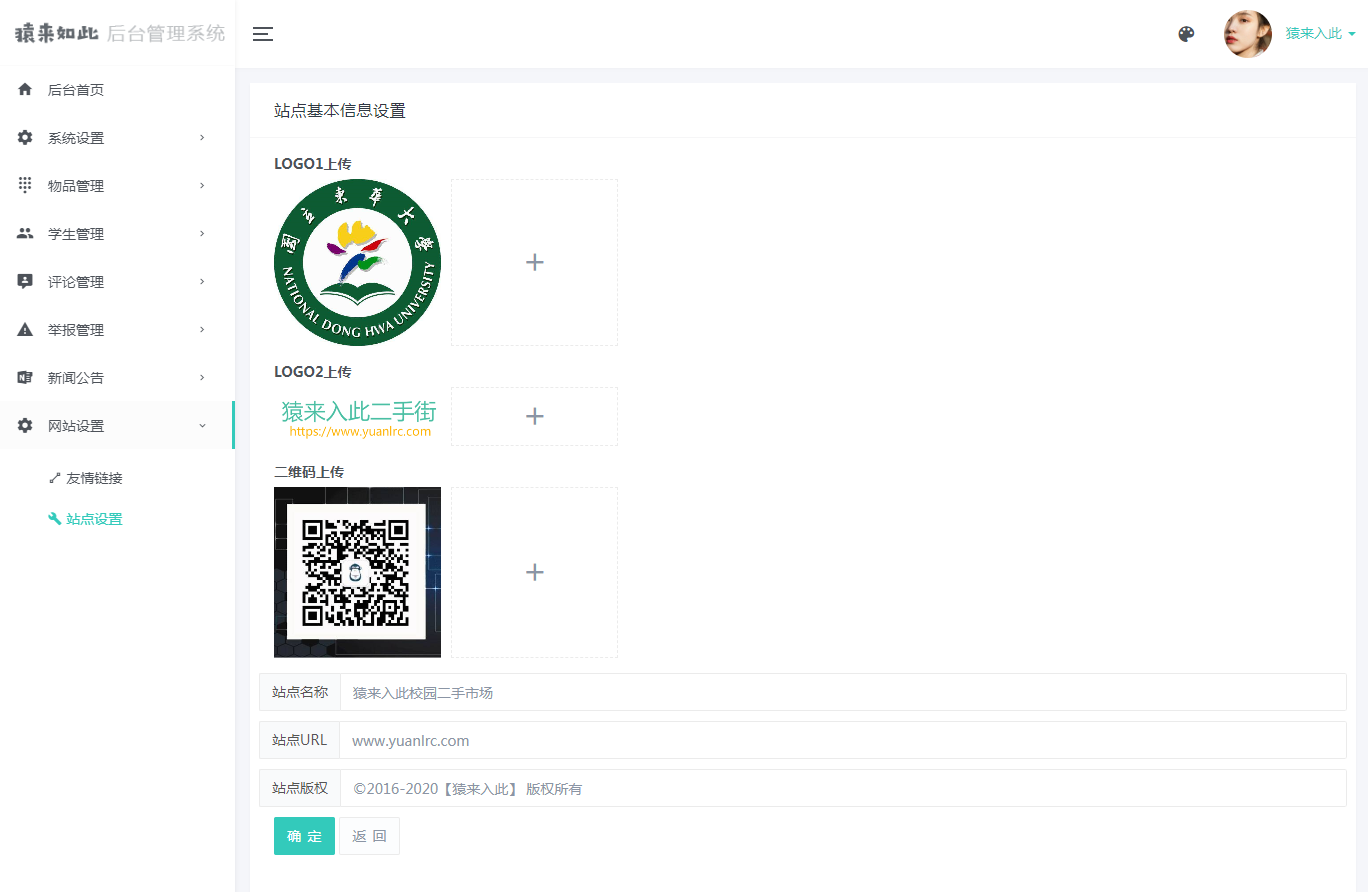 猿来如此 后台管理系统
猿来入此
后台首页
系统设置
物品管理
学生管理
评论管理
举报管理
新闻公告
网站设置
友情链接
站点设置
站点基本信息设置
LOGO1上传
國立東華大學
NATIONAL DONG HWA UNIVERSITY
LOGO2上传
猿来入此二手街
https://www.yuanlrc.com
二维码上传
站点名称 猿来入此校园二手市场
站点URL www.yuanlrc.com
站点版权 ©2016-2020【猿来入此】 版权所有
确 定 返 回